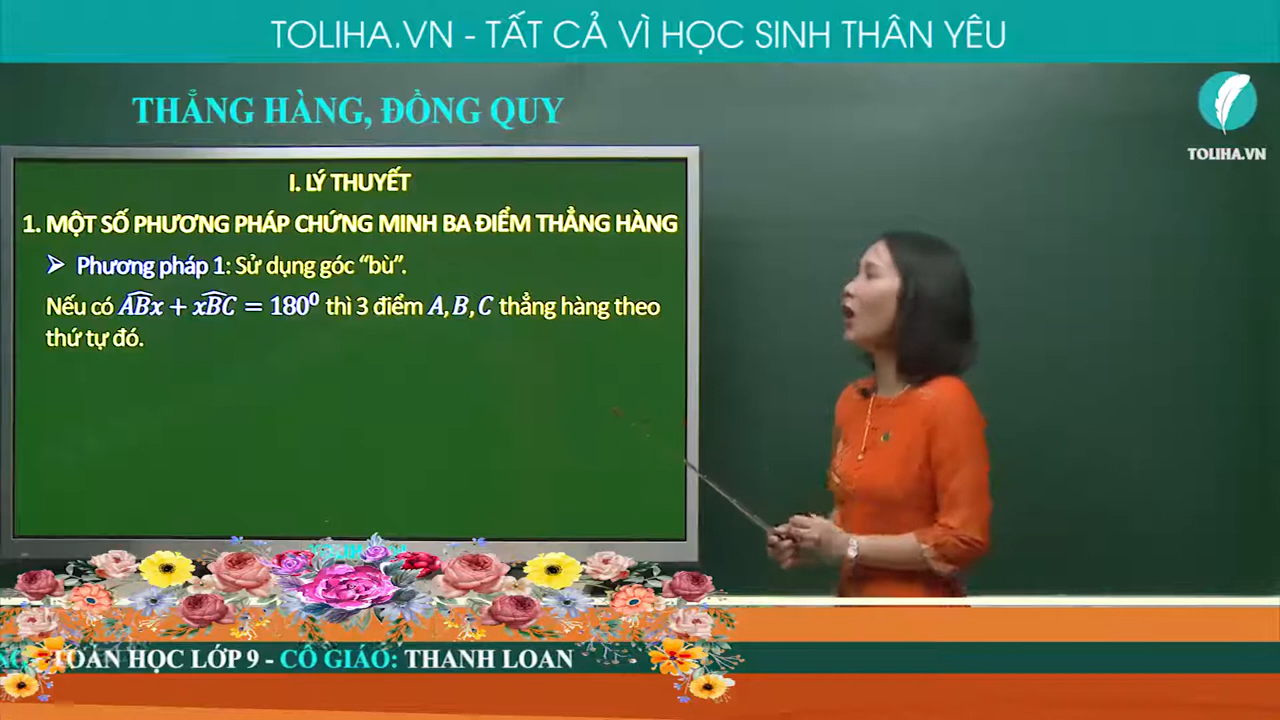 TOLIHA.VN - TẤT CẢ VÌ HỌC SINH THÂN YÊU
THẲNG HÀNG, ĐỒNG QUY
TOLIHA.VN
I. LÝ THUYẾT
1. MỘT SỐ PHƯƠNG PHÁP CHỨNG MINH BA ĐIỂM THẲNG HÀNG
➢ Phương pháp 1: Sử dụng góc “bù”.
Nếu có \widehat{ABx} + \widehat{xBC} = 180⁰ thì 3 điểm A, B, C thẳng hàng theo
thứ tự đó.
TOÁN HỌC LỚP 9 - CÔ GIÁO: THANH LOAN